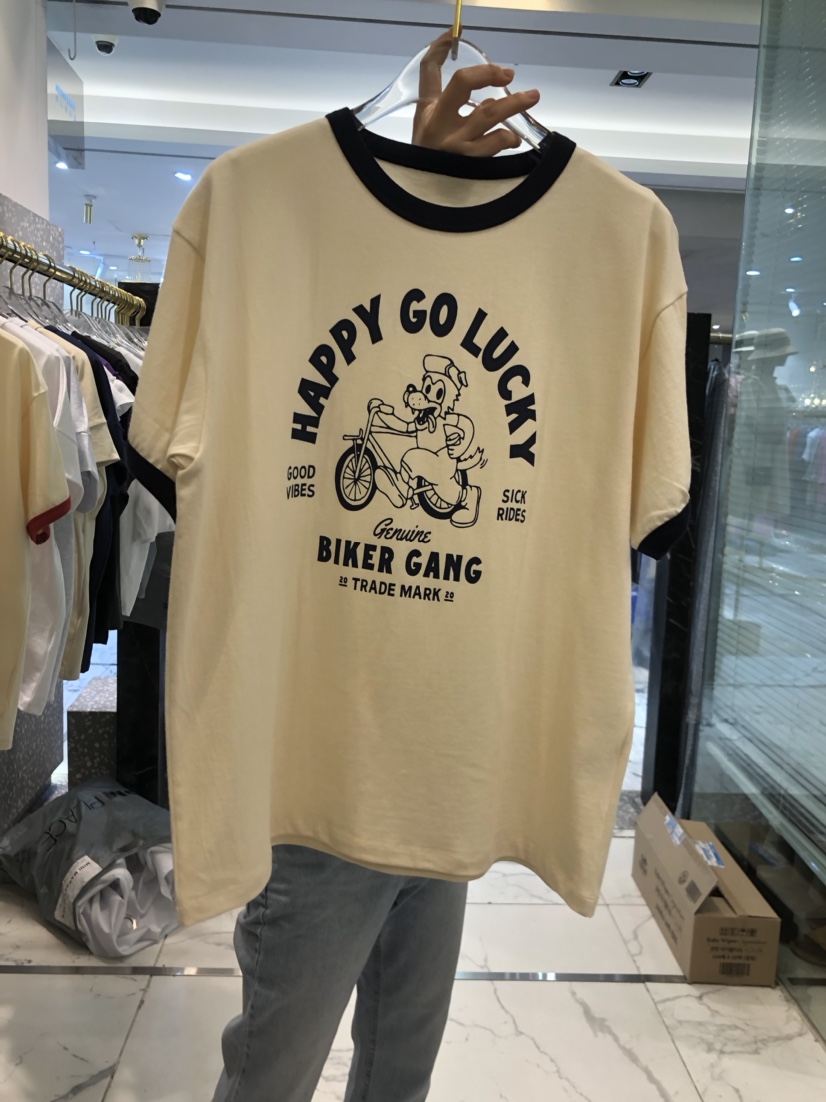 HAPPY GO LUCKY
GOOD
VIBES
SICK
RIDES
Genuine
BIKER GANG
20 TRADE MARK 20